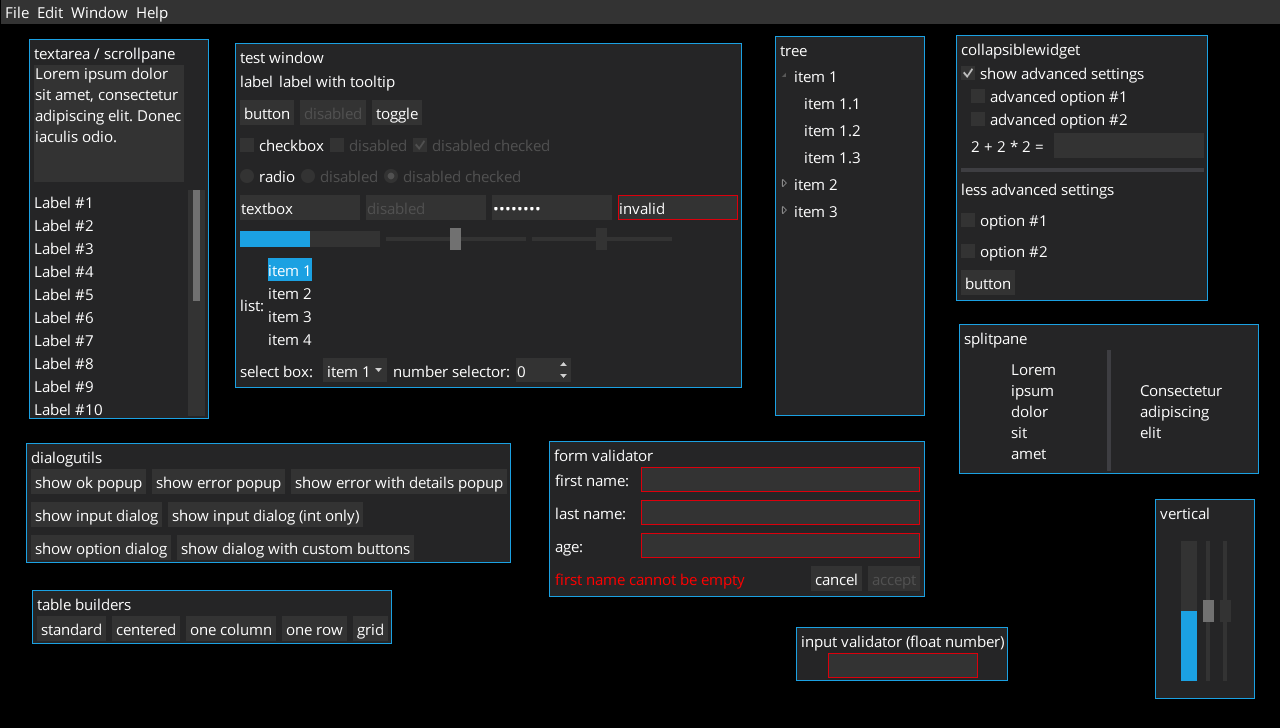 File Edit Window Help
textarea / scrollpane
Lorem ipsum dolor
sit amet, consectetur
adipiscing elit. Donec
iaculis odio.
Label #1
Label #2
Label #3
Label #4
Label #5
Label #6
Label #7
Label #8
Label #9
Label #10
test window
label label with tooltip
button disabled toggle
checkbox disabled disabled checked
radio disabled disabled checked
textbox disabled •••••••• invalid
list:
item 1
item 2
item 3
item 4
select box: item 1 number selector: 0
tree
item 1
item 1.1
item 1.2
item 1.3
item 2
item 3
collapsiblewidget
show advanced settings
advanced option #1
advanced option #2
2 + 2 * 2 =
less advanced settings
option #1
option #2
button
splitpane
Lorem
ipsum
dolor
sit
amet
Consectetur
adipiscing
elit
dialogutils
show ok popup show error popup show error with details popup
show input dialog show input dialog (int only)
show option dialog show dialog with custom buttons
form validator
first name:
last name:
age:
first name cannot be empty cancel accept
vertical
table builders
standard centered one column one row grid
input validator (float number)